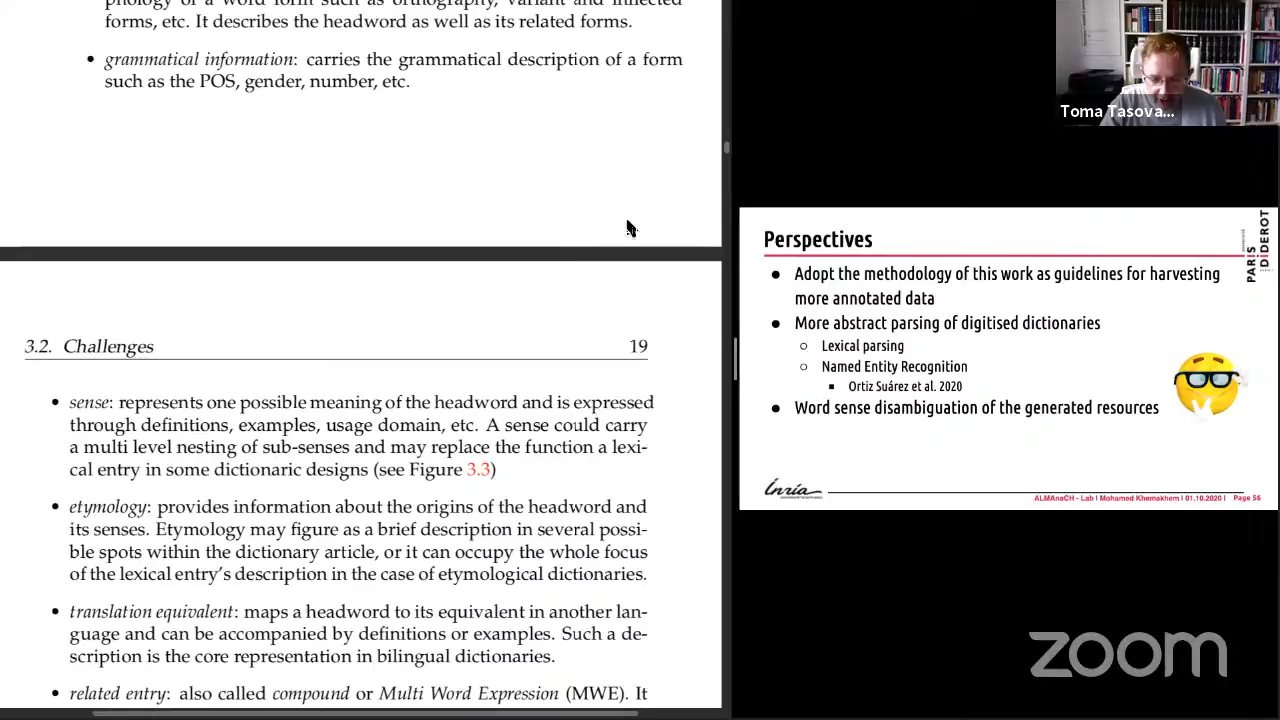 phology of a word form such as orthography, variant and inflected
forms, etc. It describes the headword as well as its related forms.
• grammatical information: carries the grammatical description of a form
such as the POS, gender, number, etc.
3.2. Challenges 19
• sense: represents one possible meaning of the headword and is expressed
through definitions, examples, usage domain, etc. A sense could carry
a multi level nesting of sub-senses and may replace the function a lexi-
cal entry in some dictionaric designs (see Figure 3.3)
• etymology: provides information about the origins of the headword and
its senses. Etymology may figure as a brief description in several possi-
ble spots within the dictionary article, or it can occupy the whole focus
of the lexical entry's description in the case of etymological dictionaries.
• translation equivalent: maps a headword to its equivalent in another lan-
guage and can be accompanied by definitions or examples. Such a de-
scription is the core representation in bilingual dictionaries.
• related entry: also called compound or Multi Word Expression (MWE). It
Toma Tasova...
Perspectives
PARIS
DIDEROT
● Adopt the methodology of this work as guidelines for harvesting
more annotated data
● More abstract parsing of digitised dictionaries
○ Lexical parsing
○ Named Entity Recognition
■ Ortiz Suárez et al. 2020
● Word sense disambiguation of the generated resources
Inria
ALMAnaCH - Lab I Mohamed Khemakhem I 01.10.2020 I Page 56
zoom